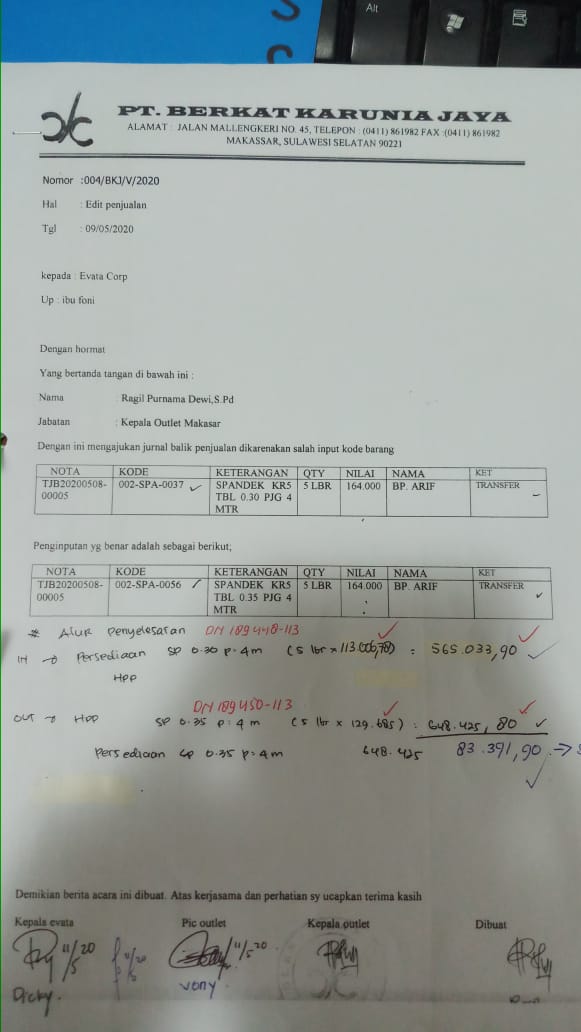 Alt
PT. BERKAT KARUNIA JAYA
ALAMAT : JALAN MALLENGKERI NO. 45, TELEPON : (0411) 861982 FAX :(0411) 861982
MAKASSAR, SULAWESI SELATAN 90221
Nomor :004/BKJ/V/2020
Hal : Edit penjualan
Tgl : 09/05/2020
kepada : Evata Corp
Up : ibu foni
Dengan hormat
Yang bertanda tangan di bawah ini :
Nama : Ragil Purnama Dewi,S.Pd
Jabatan : Kepala Outlet Makasar
Dengan ini mengajukan jurnal balik penjualan dikarenakan salah input kode barang
NOTA KODE KETERANGAN QTY NILAI NAMA KET
TJB20200508- 002-SPA-0037 SPANDEK KR5 5 LBR 164.000 BP. ARIF TRANSFER
00005 TBL 0.30 PJG 4
MTR
Penginputan yg benar adalah sebagai berikut;
NOTA KODE KETERANGAN QTY NILAI NAMA KET
TJB20200508- 002-SPA-0056 SPANDEK KR5 5 LBR 164.000 BP. ARIF TRANSFER
00005 TBL 0.35 PJG 4
MTR
* Alur penyelesaian DN 189448-113
IN → Persediaan SP 0.30 P=4m (5 lbr x 113.006,78) = 565.033,90
HPP
DN 189450-113
OUT → HPP SP 0.35 P=4m (5 lbr x 129.685) = 648.425,80
Persediaan SP 0.35 P=4m 648.425 83.391,90 →
Demikian berita acara ini dibuat. Atas kerjasama dan perhatian sy ucapkan terima kasih
Kepala evata Pic outlet Kepala outlet Dibuat
11/5 20 11/5 20 11/5 20
Dicky. vony